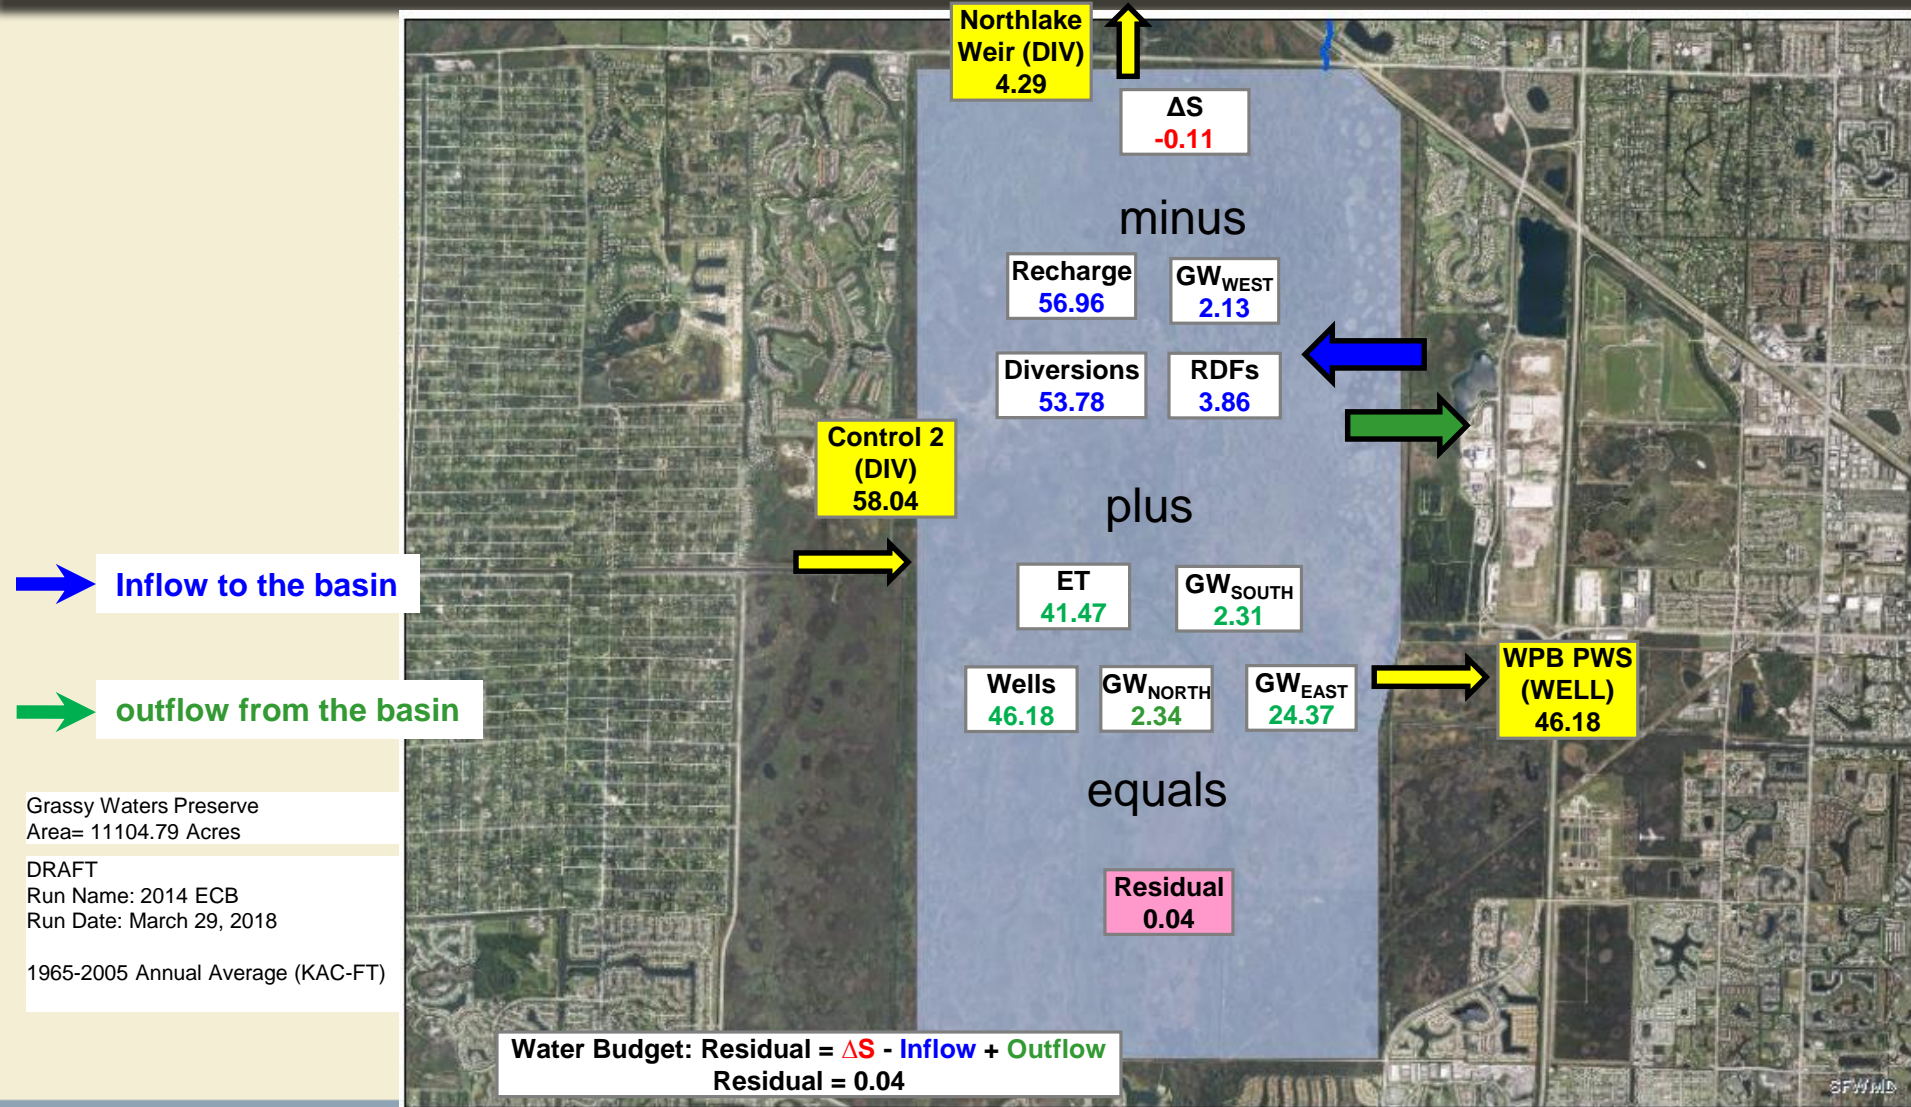 Northlake
Weir (DIV)
4.29
ΔS
-0.11
minus
Recharge
56.96
GWWEST
2.13
Diversions
53.78
RDFs
3.86
Control 2
(DIV)
58.04
plus
ET
41.47
GWSOUTH
2.31
Wells
46.18
GWNORTH
2.34
GWEAST
24.37
WPB PWS
(WELL)
46.18
equals
Residual
0.04
Inflow to the basin
outflow from the basin
Grassy Waters Preserve
Area= 11104.79 Acres
DRAFT
Run Name: 2014 ECB
Run Date: March 29, 2018
1965-2005 Annual Average (KAC-FT)
Water Budget: Residual = ΔS - Inflow + Outflow
Residual = 0.04
SFWMD